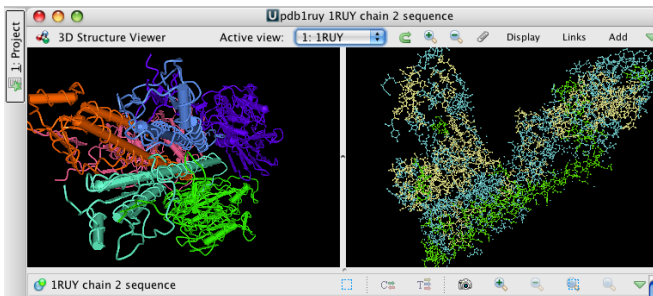 pdb1ruy 1RUY chain 2 sequence
1: Project
3D Structure Viewer
Active view:
1: 1RUY
Display
Links
Add
1RUY chain 2 sequence